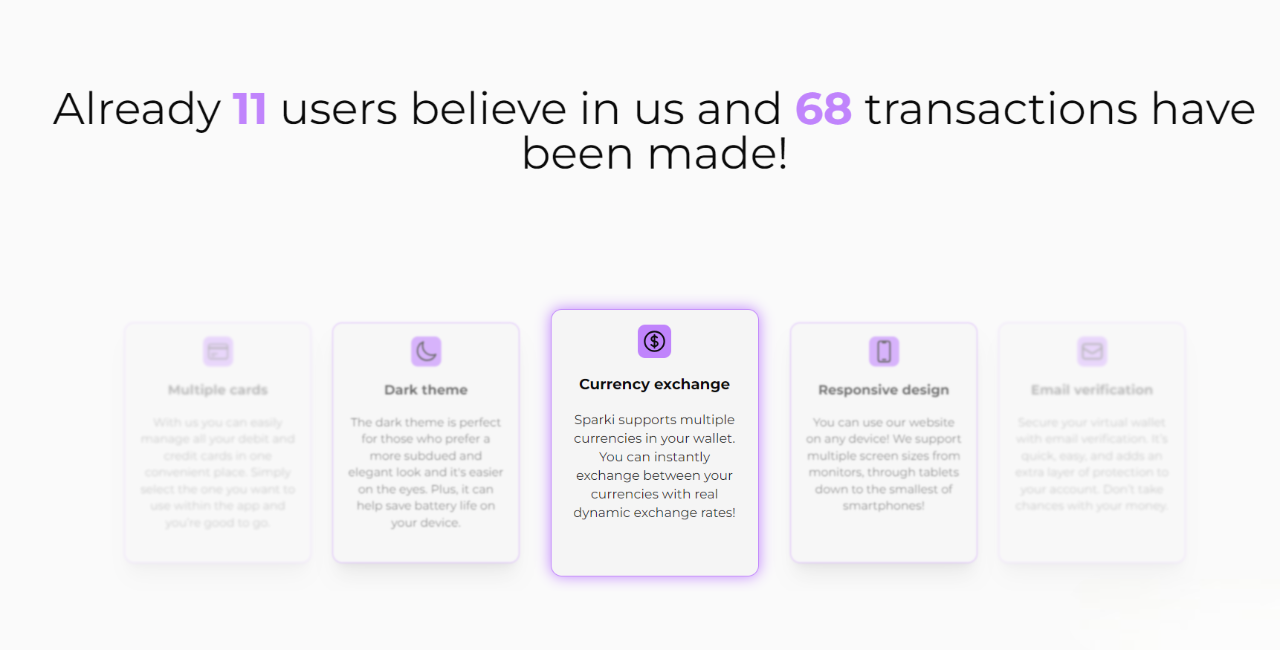 Already 11 users believe in us and 68 transactions have
been made!
Multiple cards
With us you can easily
manage all your debit and
credit cards in one
convenient place. Simply
select the one you want to
use within the app and
you're good to go.
Dark theme
The dark theme is perfect
for those who prefer a
more subdued and
elegant look and it's easier
on the eyes. Plus, it can
help save battery life on
your device.
Currency exchange
Sparki supports multiple
currencies in your wallet.
You can instantly
exchange between your
currencies with real
dynamic exchange rates!
Responsive design
You can use our website
on any device! We support
multiple screen sizes from
monitors, through tablets
down to the smallest of
smartphones!
Email verification
Secure your virtual wallet
with email verification. It's
quick, easy, and adds an
extra layer of protection to
your account. Don't take
chances with your money.